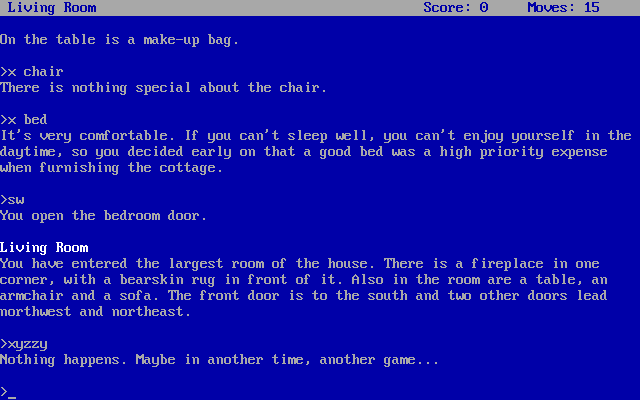 Living Room Score: 0 Moves: 15
On the table is a make-up bag.
>x chair
There is nothing special about the chair.
>x bed
It's very comfortable. If you can't sleep well, you can't enjoy yourself in the
daytime, so you decided early on that a good bed was a high priority expense
when furnishing the cottage.
>sw
You open the bedroom door.
Living Room
You have entered the largest room of the house. There is a fireplace in one
corner, with a bearskin rug in front of it. Also in the room are a table, an
armchair and a sofa. The front door is to the south and two other doors lead
northwest and northeast.
>xyzzy
Nothing happens. Maybe in another time, another game...
>_